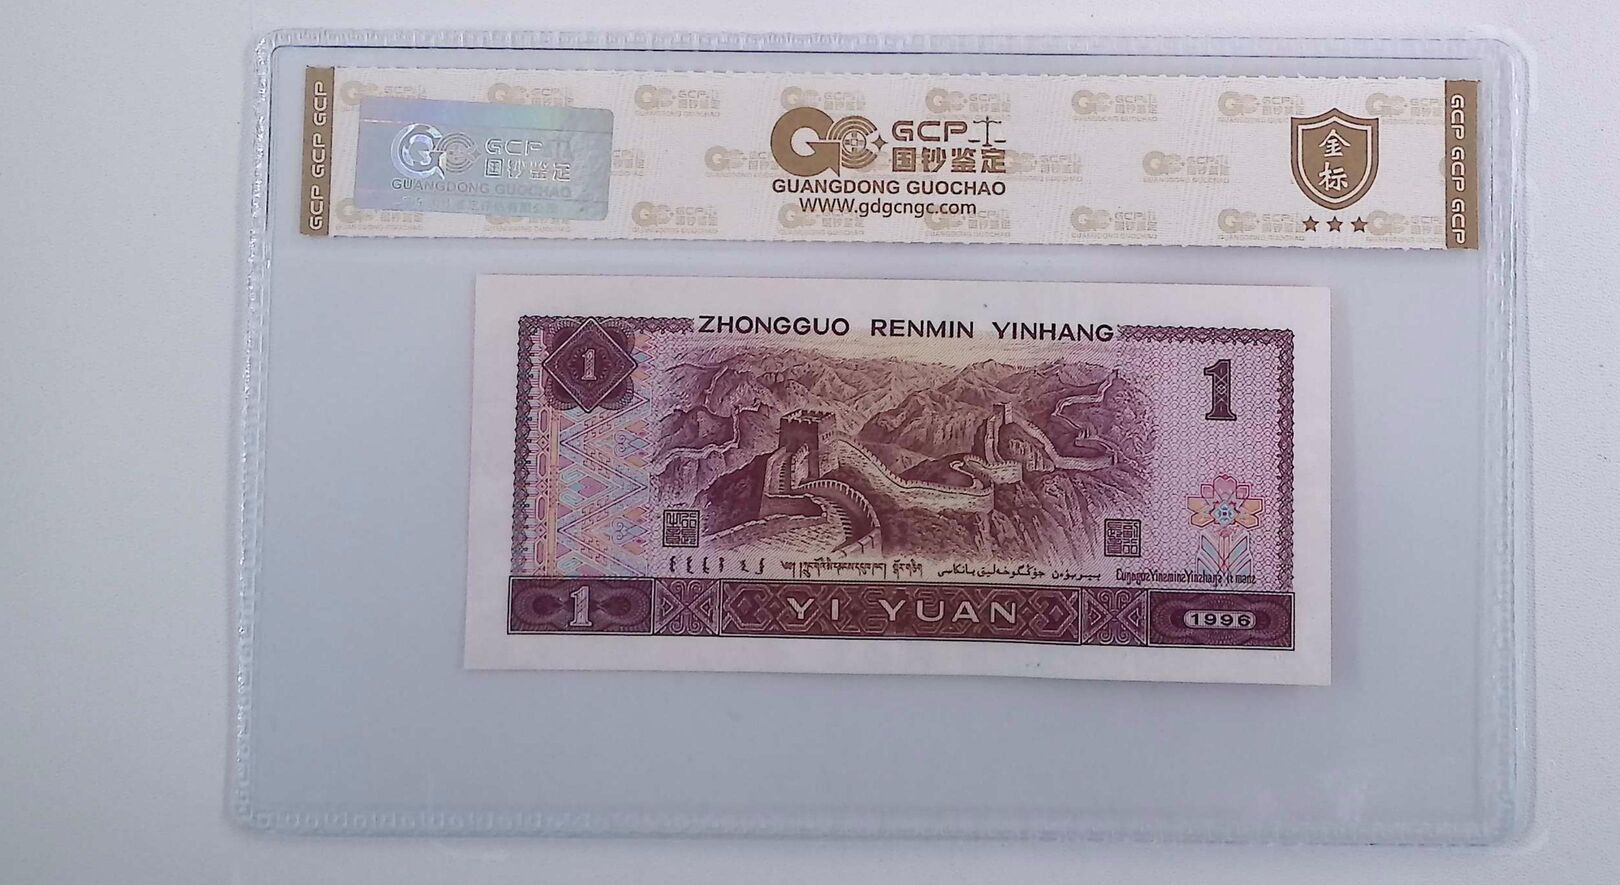 GCP GCP GCP
GCP
国钞鉴定
GUANGDONG GUOCHAO
GCP
国钞鉴定
GUANGDONG GUOCHAO
www.gdgcngc.com
金标
GCP GCP GCP
ZHONGGUO RENMIN YINHANG
1
1
1
YI YUAN
1996